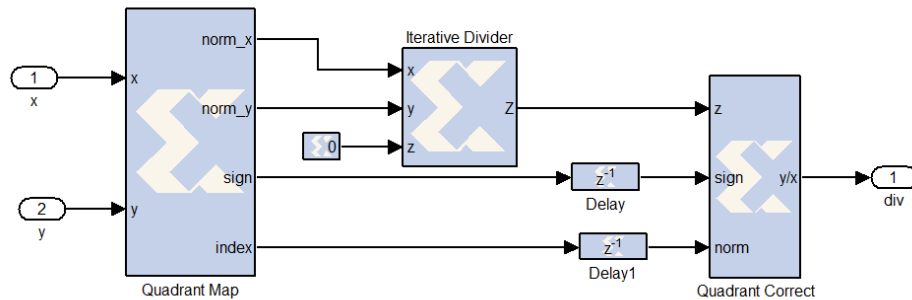 1
x
2
y
x
y
norm_x
norm_y
sign
index
Quadrant Map
Iterative Divider
x
y
z
Z
0
z-1
Delay
z-1
Delay1
z
sign
norm
y/x
Quadrant Correct
1
div